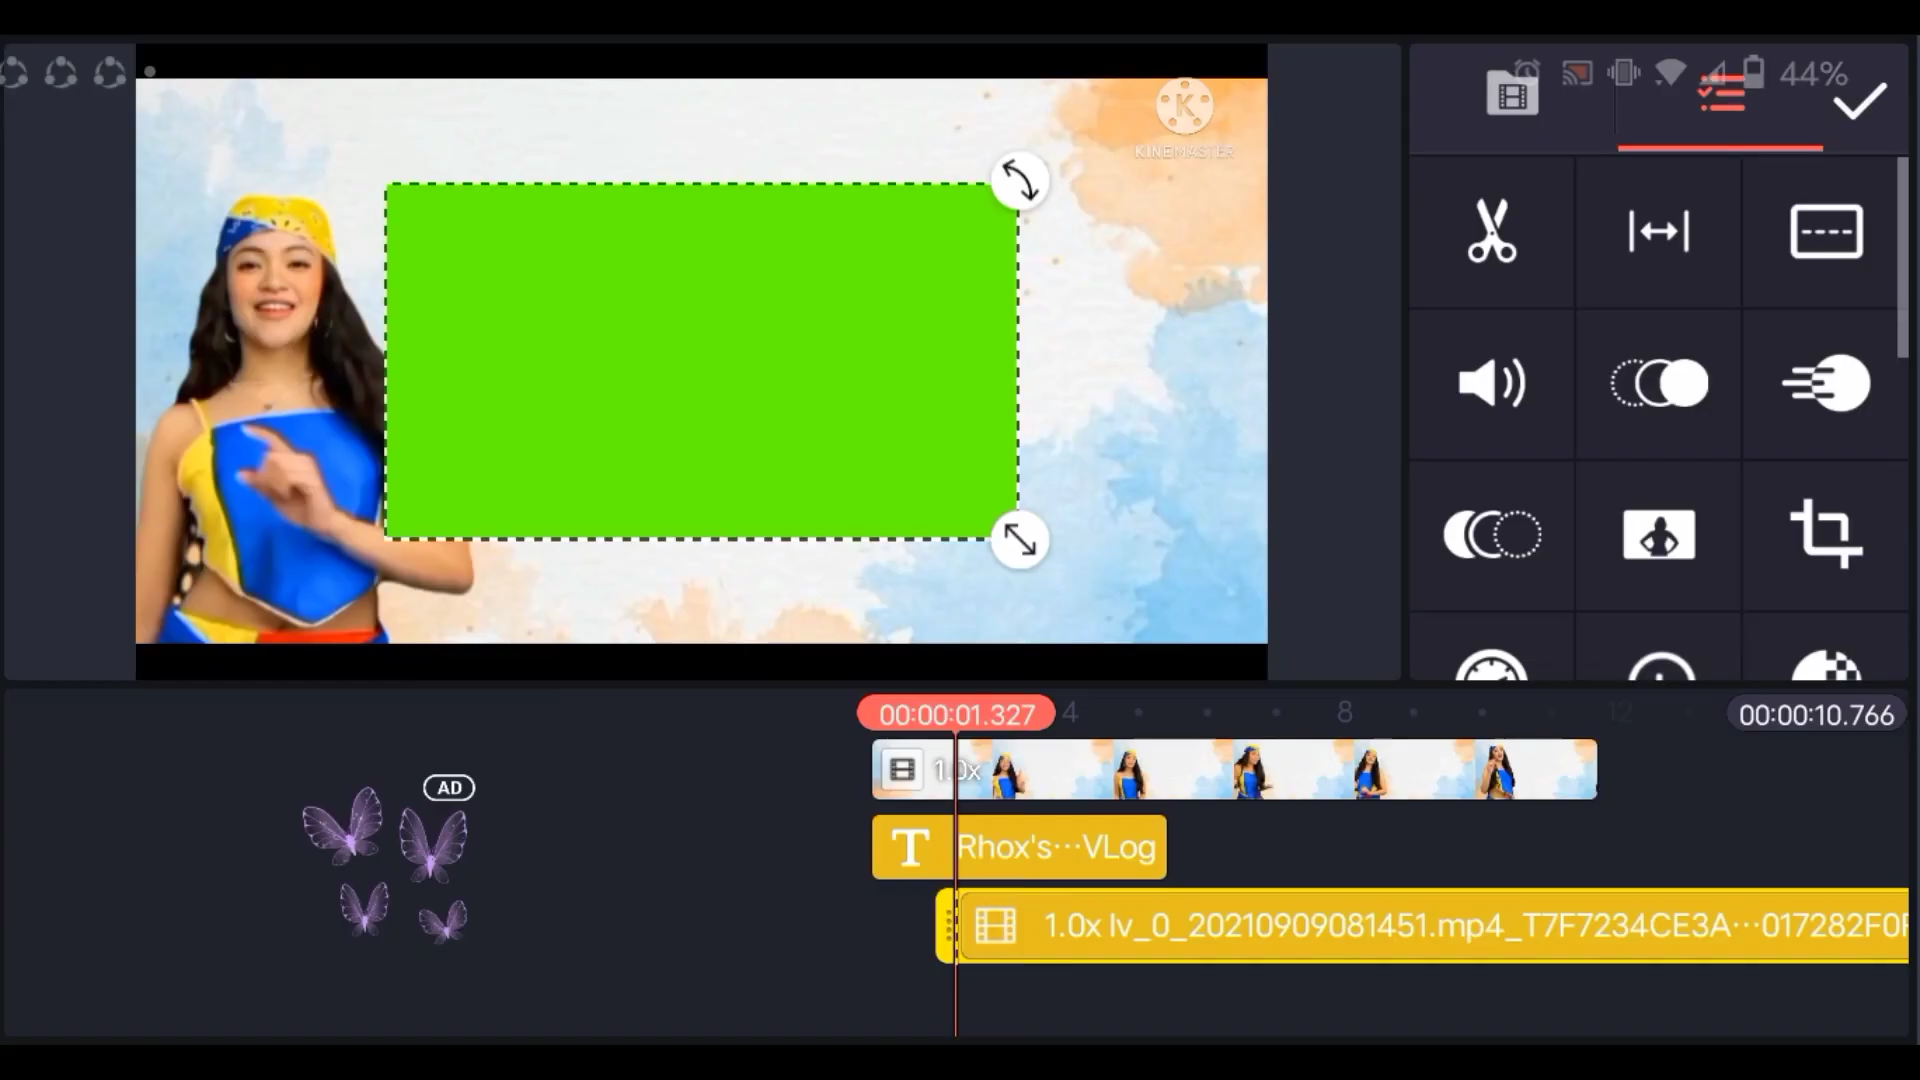 44%
KINEMASTER
00:00:01.327
4
8
12
00:00:10.766
1.0x
AD
T Rhox's···VLog
1.0x lv_0_20210909081451.mp4_T7F7234CE3A···017282F0